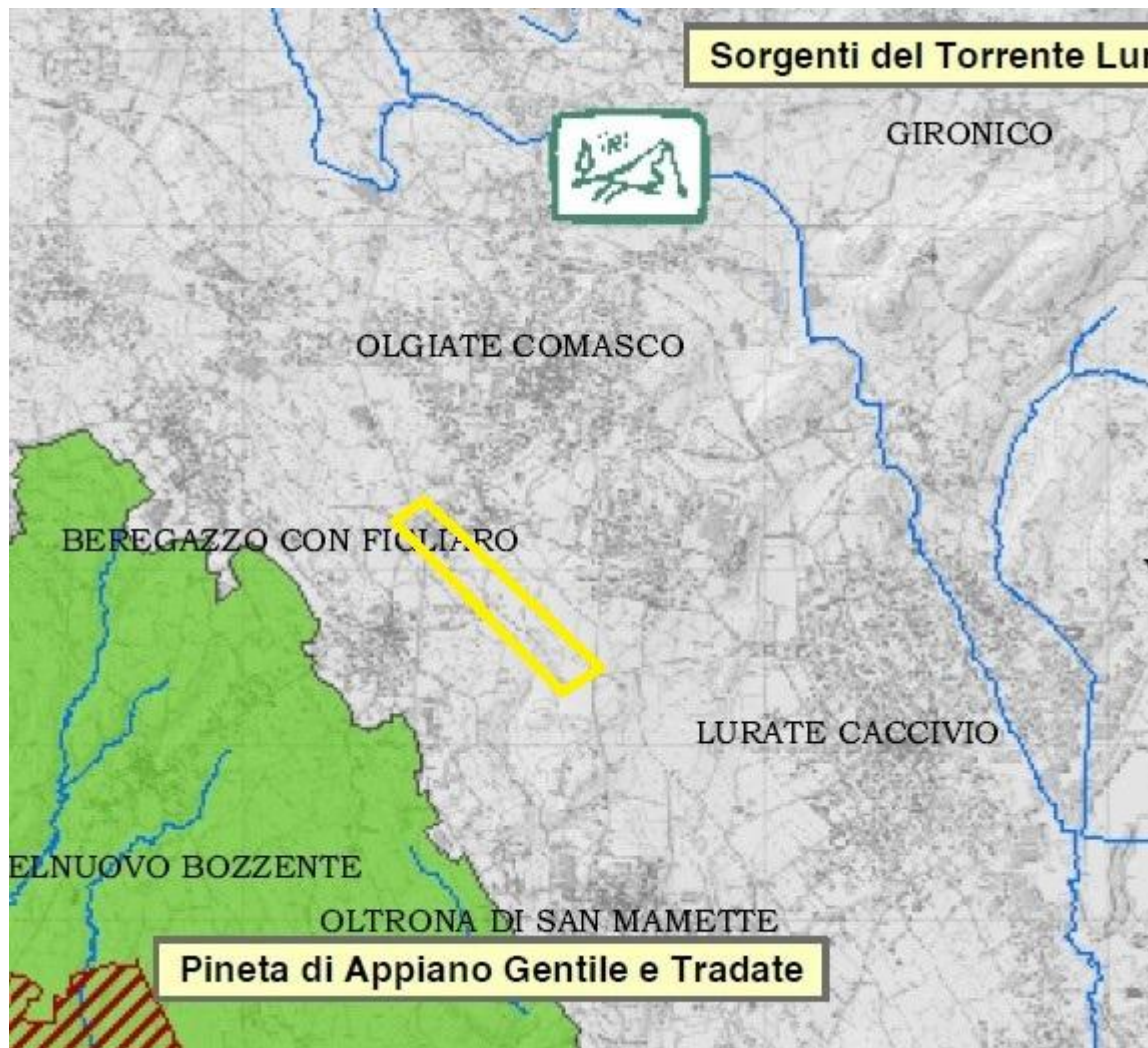 Sorgenti del Torrente Lur
GIRONICO
OLGIATE COMASCO
BEREGAZZO CON FIGLIARO
LURATE CACCIVIO
ELNUOVO BOZZENTE
OLTRONA DI SAN MAMETTE
Pineta di Appiano Gentile e Tradate